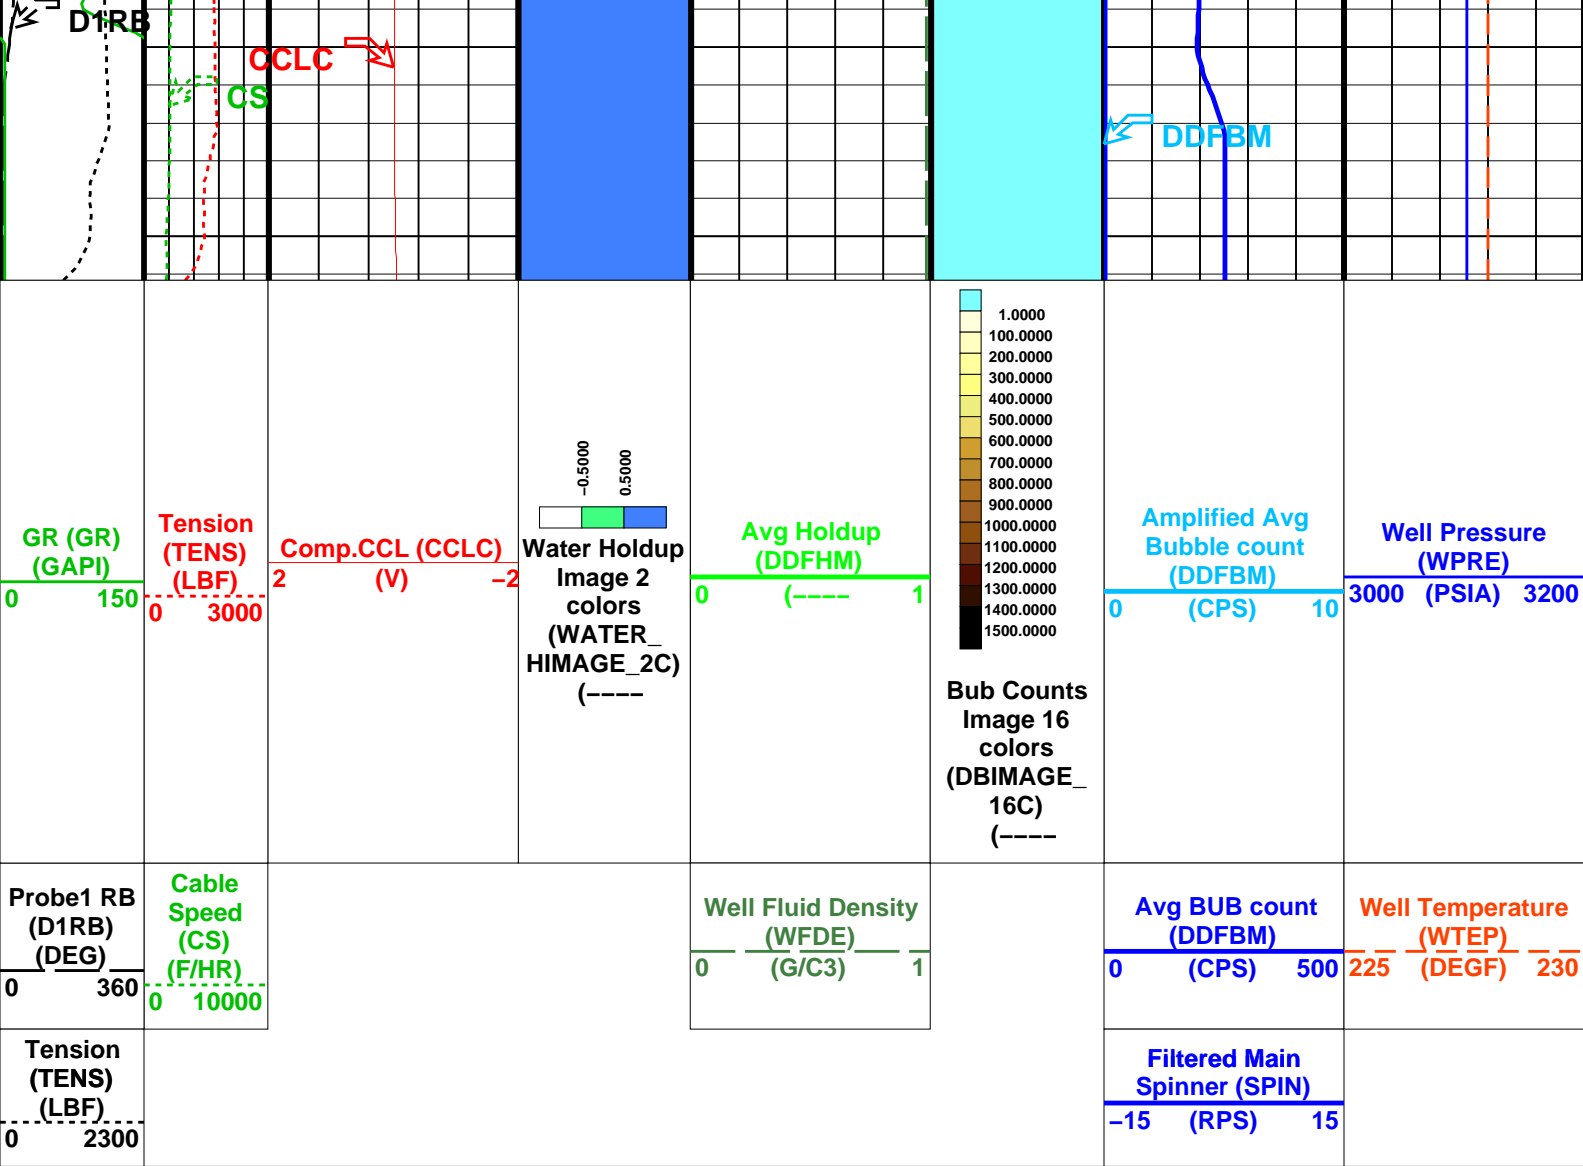 D1RB
CCLC
CS
DDFBM
GR (GR)
(GAPI)
0 150
Tension
(TENS)
(LBF)
0 3000
Comp.CCL (CCLC)
2 (V) −2
−0.5000
0.5000
Water Holdup
Image 2
colors
(WATER_
HIMAGE_2C)
(−−−−
Avg Holdup
(DDFHM)
0 (−−−− 1
1.0000
100.0000
200.0000
300.0000
400.0000
500.0000
600.0000
700.0000
800.0000
900.0000
1000.0000
1100.0000
1200.0000
1300.0000
1400.0000
1500.0000
Bub Counts
Image 16
colors
(DBIMAGE_
16C)
(−−−−
Amplified Avg
Bubble count
(DDFBM)
0 (CPS) 10
Well Pressure
(WPRE)
3000 (PSIA) 3200
Probe1 RB
(D1RB)
(DEG)
0 360
Cable
Speed
(CS)
(F/HR)
0 10000
Well Fluid Density
(WFDE)
0 (G/C3) 1
Avg BUB count
(DDFBM)
0 (CPS) 500
Well Temperature
(WTEP)
225 (DEGF) 230
Tension
(TENS)
(LBF)
0 2300
Filtered Main
Spinner (SPIN)
−15 (RPS) 15